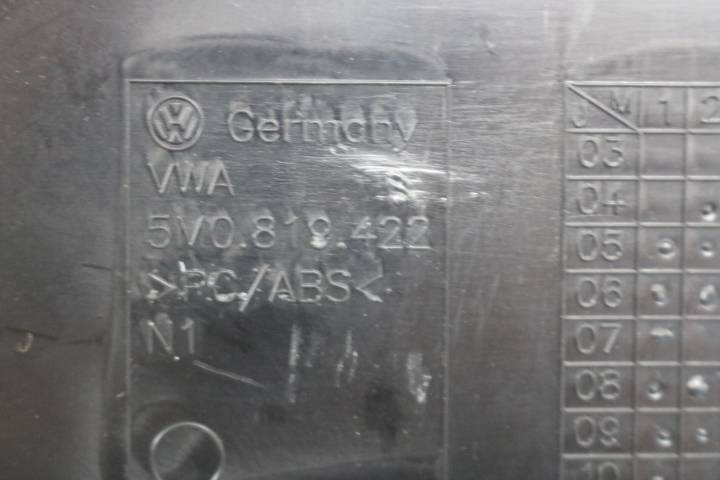 VW Germany
VWA S
5V0.819.422
>PC/ABS<
N1
J M 1 2
03
04
05
06
07
08
09
10